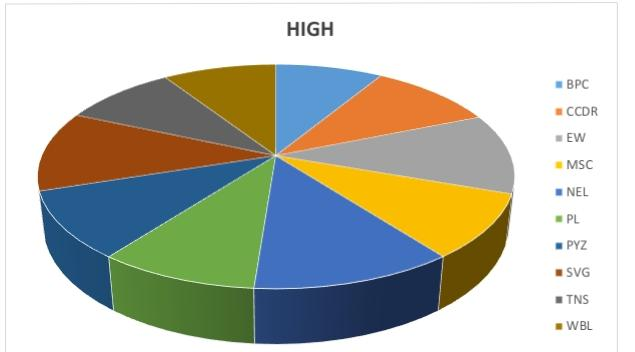 HIGH
BPC
CCDR
EW
MSC
NEL
PL
PYZ
SVG
TNS
WBL